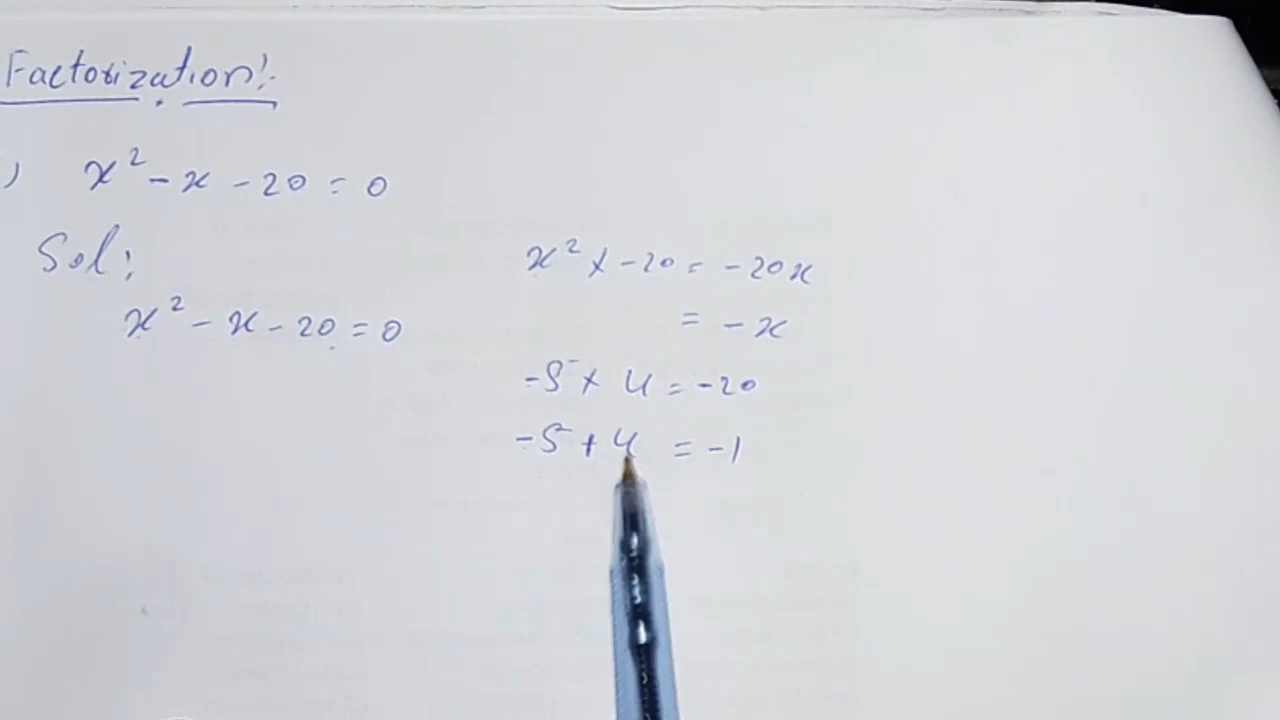 Factorization:
) x² - x - 20 = 0
Sol:
x² - x - 20 = 0
x² × -20 = -20x
= -x
-5 × 4 = -20
-5 + 4 = -1